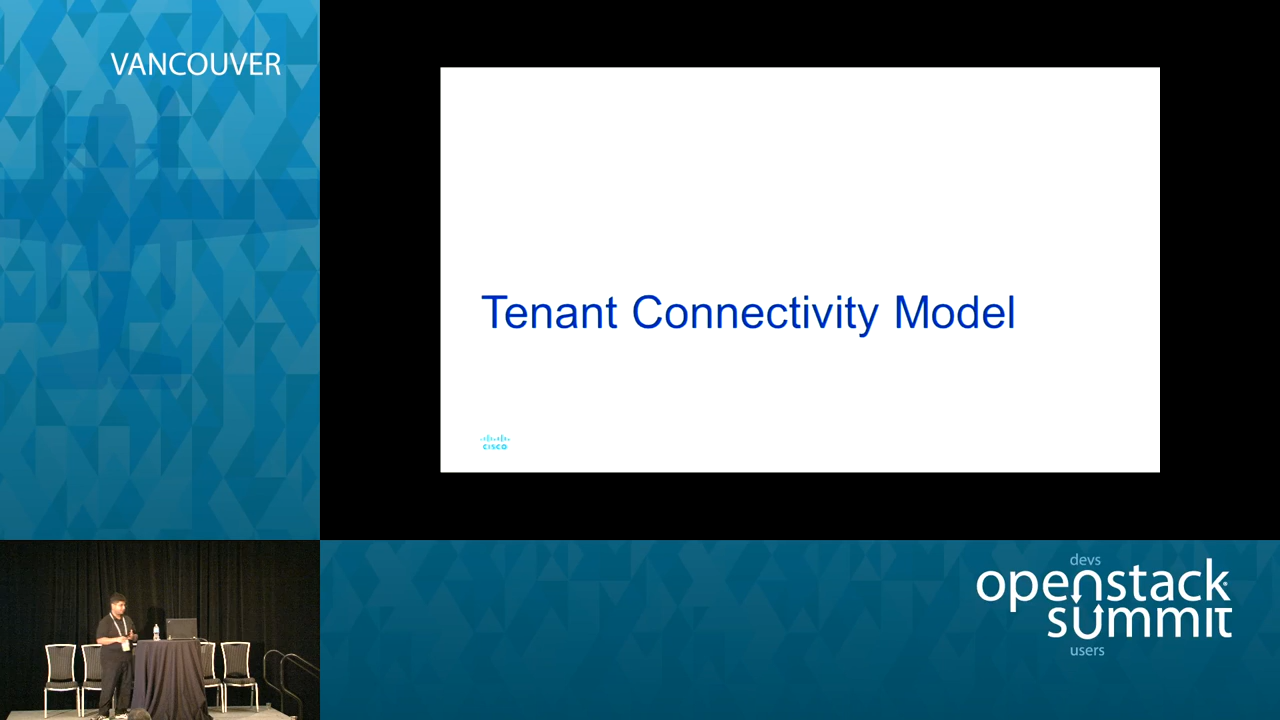 VANCOUVER
Tenant Connectivity Model
cisco
devs
openstack
summit
users